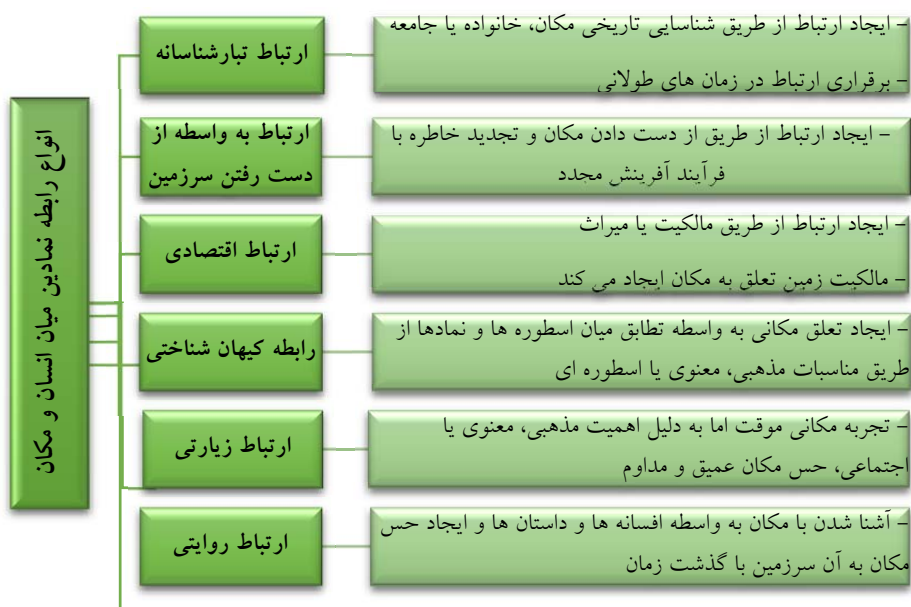 انواع رابطه نمادین میان انسان و مکان
ارتباط تبارشناسانه
- ایجاد ارتباط از طریق شناسایی تاریخی مکان، خانواده یا جامعه
- برقراری ارتباط در زمان های طولانی
ارتباط به واسطه از
دست رفتن سرزمین
- ایجاد ارتباط از طریق از دست دادن مکان و تجدید خاطره با
فرآیند آفرینش مجدد
ارتباط اقتصادی
- ایجاد ارتباط از طریق مالکیت یا میراث
- مالکیت زمین تعلق به مکان ایجاد می کند
رابطه کیهان شناختی
- ایجاد تعلق مکانی به واسطه تطابق میان اسطوره ها و نمادها از
طریق مناسبات مذهبی، معنوی یا اسطوره ای
ارتباط زیارتی
- تجربه مکانی موقت اما به دلیل اهمیت مذهبی، معنوی یا
اجتماعی، حس مکان عمیق و مداوم
ارتباط روایتی
- آشنا شدن با مکان به واسطه افسانه ها و داستان ها و ایجاد حس
مکان به آن سرزمین با گذشت زمان